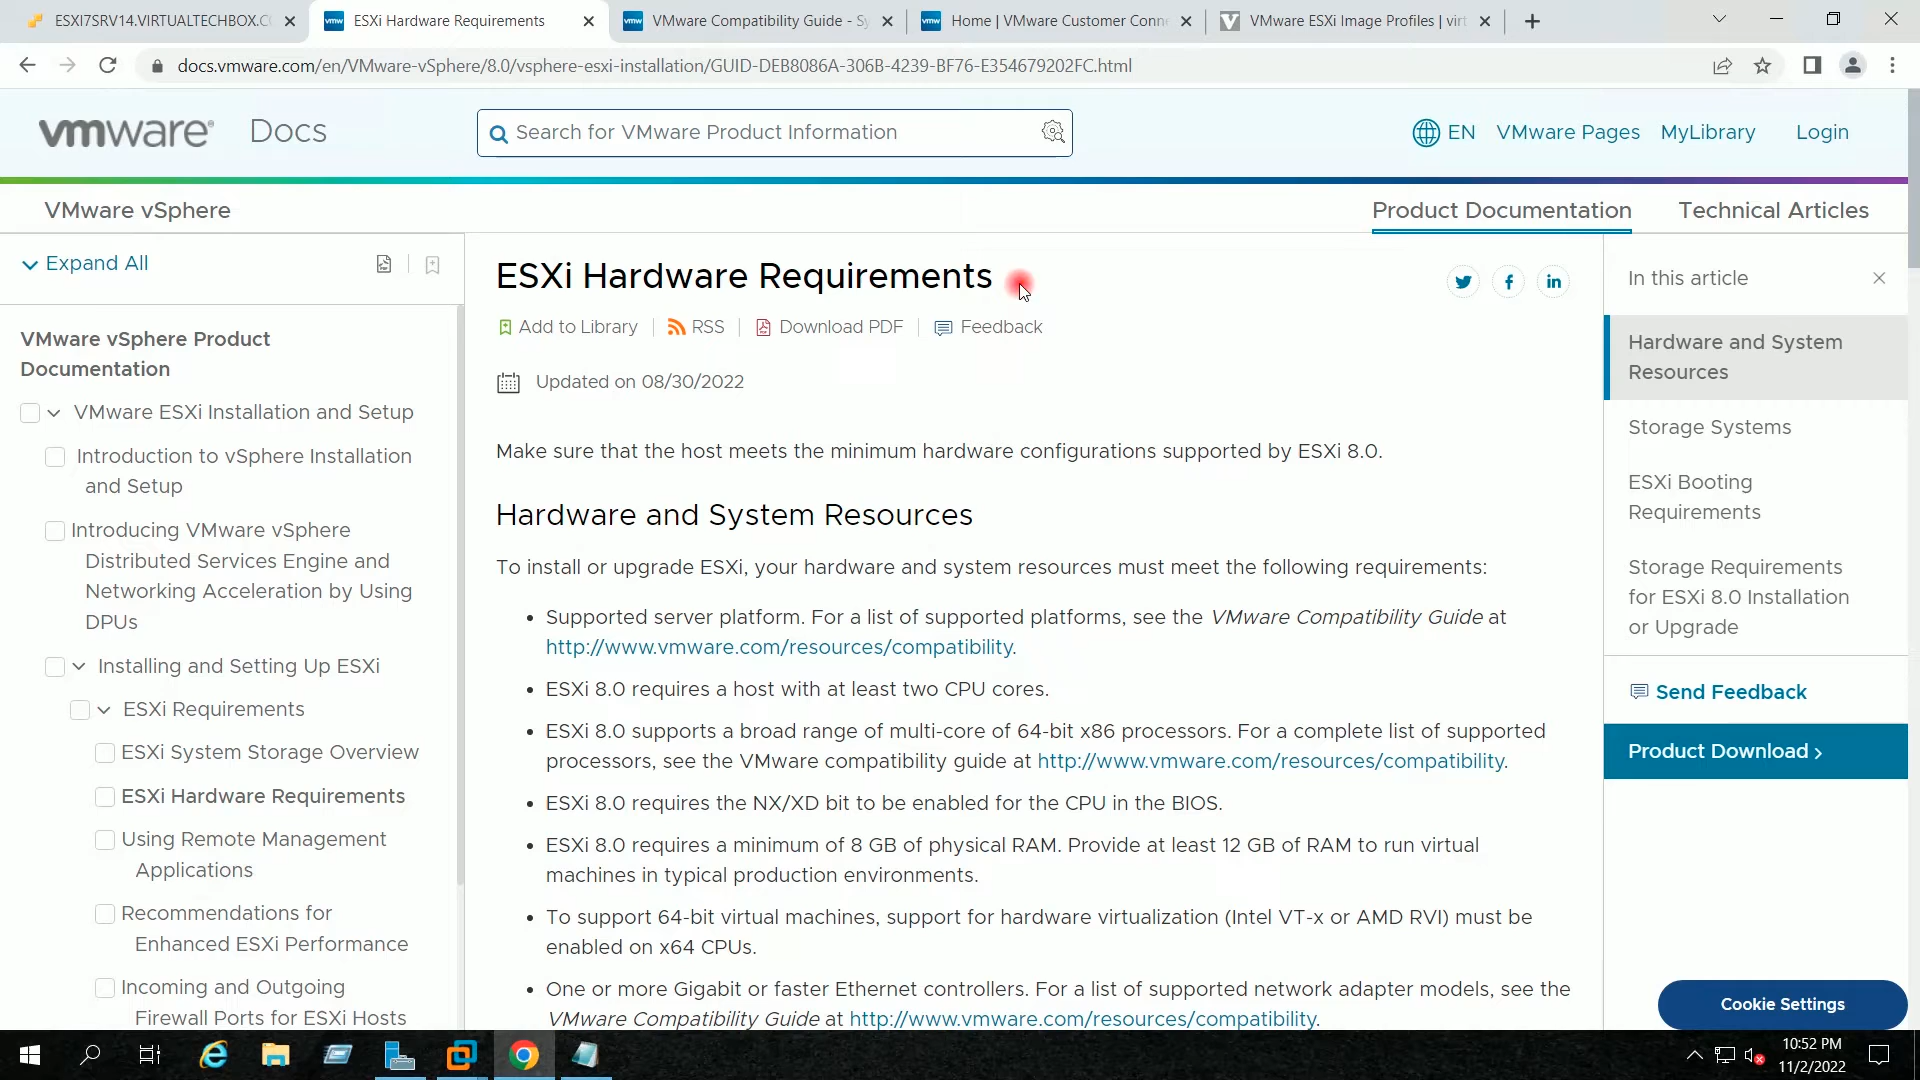 ESXI7SRV14.VIRTUALTECHBOX.C
ESXi Hardware Requirements
VMware Compatibility Guide - Sy
Home | VMware Customer Conne
VMware ESXi Image Profiles | virt
docs.vmware.com/en/VMware-vSphere/8.0/vsphere-esxi-installation/GUID-DEB8086A-306B-4239-BF76-E354679202FC.html
vmware® Docs
Search for VMware Product Information
EN VMware Pages MyLibrary Login
VMware vSphere
Product Documentation Technical Articles
Expand All
VMware vSphere Product
Documentation
VMware ESXi Installation and Setup
Introduction to vSphere Installation
and Setup
Introducing VMware vSphere
Distributed Services Engine and
Networking Acceleration by Using
DPUs
Installing and Setting Up ESXi
ESXi Requirements
ESXi System Storage Overview
ESXi Hardware Requirements
Using Remote Management
Applications
Recommendations for
Enhanced ESXi Performance
Incoming and Outgoing
Firewall Ports for ESXi Hosts
ESXi Hardware Requirements
Add to Library | RSS | Download PDF | Feedback
Updated on 08/30/2022
Make sure that the host meets the minimum hardware configurations supported by ESXi 8.0.
Hardware and System Resources
To install or upgrade ESXi, your hardware and system resources must meet the following requirements:
• Supported server platform. For a list of supported platforms, see the VMware Compatibility Guide at
http://www.vmware.com/resources/compatibility.
• ESXi 8.0 requires a host with at least two CPU cores.
• ESXi 8.0 supports a broad range of multi-core of 64-bit x86 processors. For a complete list of supported
processors, see the VMware compatibility guide at http://www.vmware.com/resources/compatibility.
• ESXi 8.0 requires the NX/XD bit to be enabled for the CPU in the BIOS.
• ESXi 8.0 requires a minimum of 8 GB of physical RAM. Provide at least 12 GB of RAM to run virtual
machines in typical production environments.
• To support 64-bit virtual machines, support for hardware virtualization (Intel VT-x or AMD RVI) must be
enabled on x64 CPUs.
• One or more Gigabit or faster Ethernet controllers. For a list of supported network adapter models, see the
VMware Compatibility Guide at http://www.vmware.com/resources/compatibility.
In this article
Hardware and System
Resources
Storage Systems
ESXi Booting
Requirements
Storage Requirements
for ESXi 8.0 Installation
or Upgrade
Send Feedback
Product Download
Cookie Settings
10:52 PM
11/2/2022